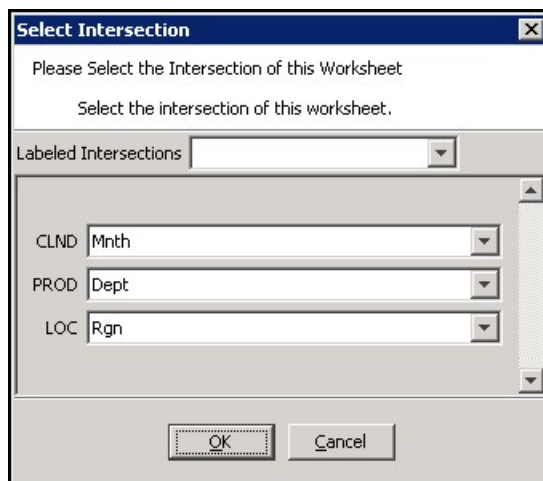 Select Intersection
Please Select the Intersection of this Worksheet
Select the intersection of this worksheet.
Labeled Intersections
CLND Mnth
PROD Dept
LOC Rgn
OK Cancel